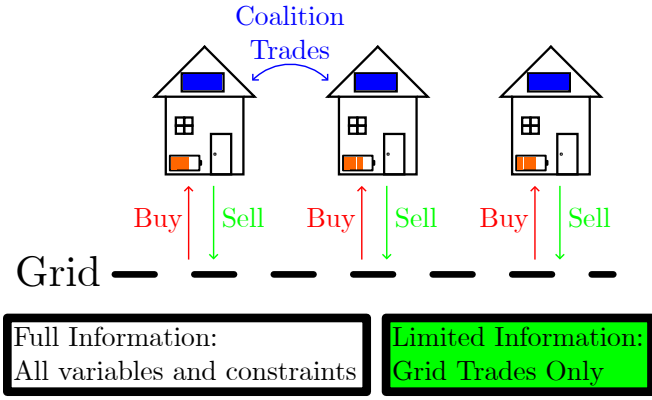 Coalition
Trades
Buy Sell Buy Sell Buy Sell
Grid
Full Information:
All variables and constraints
Limited Information:
Grid Trades Only